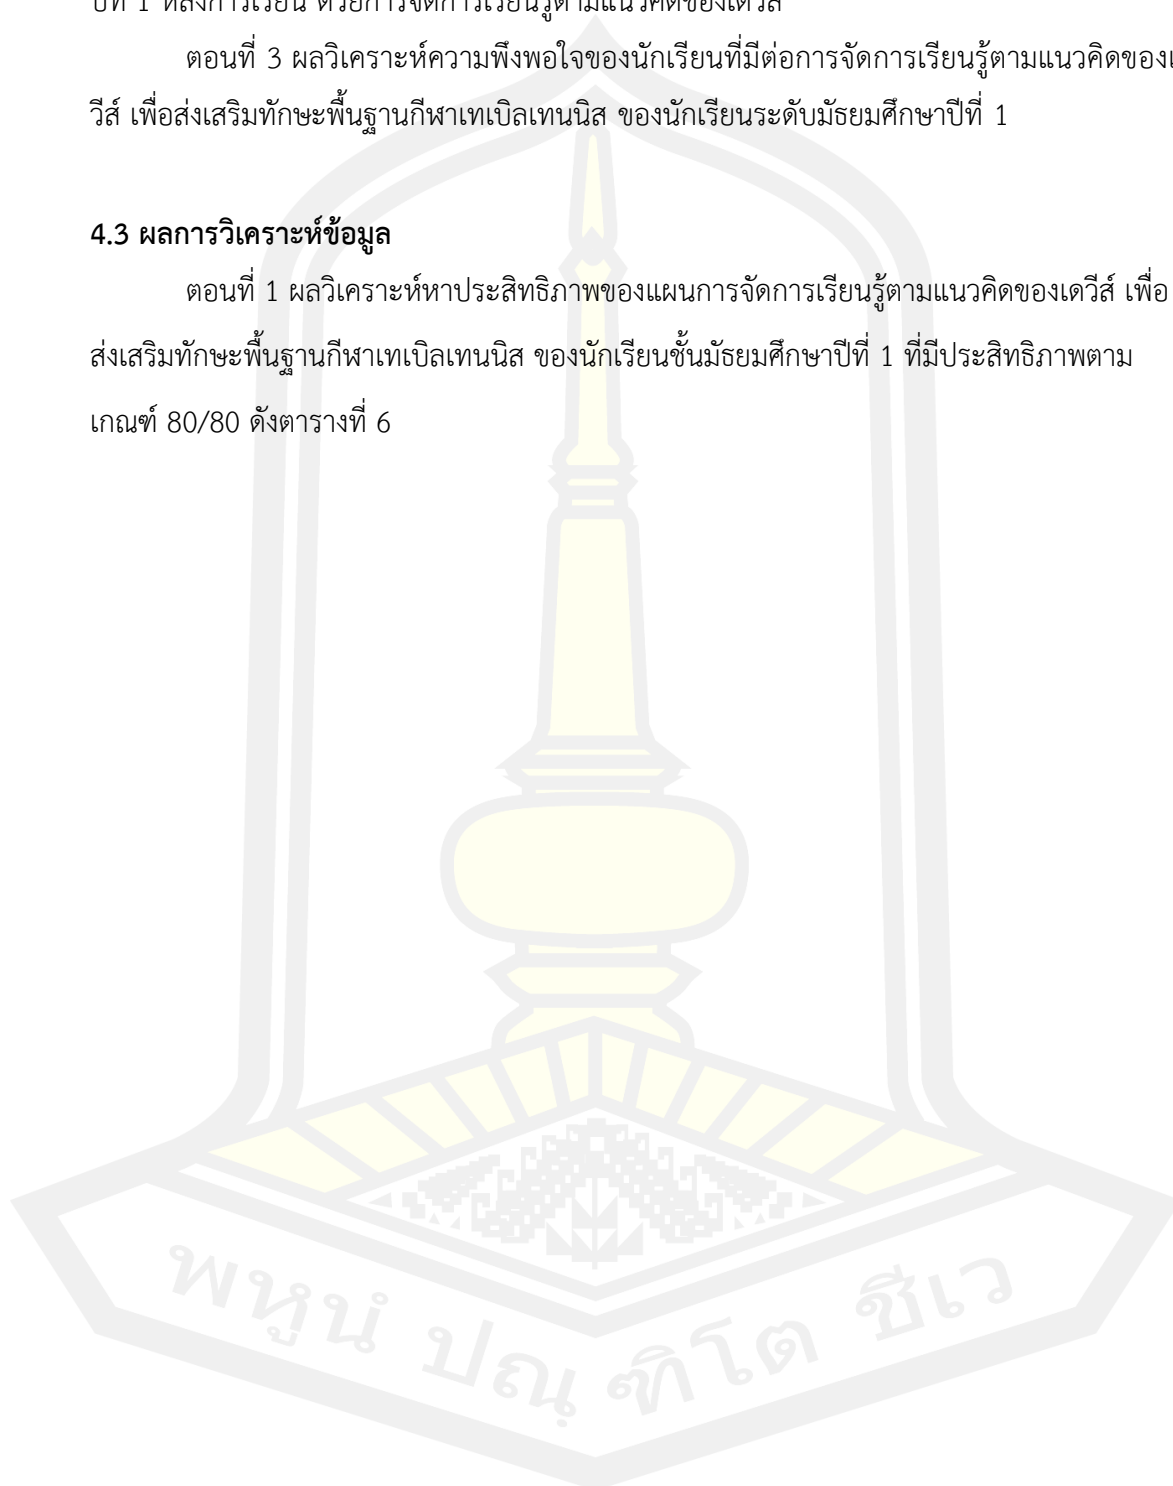 ปีที่ 1 หลังการเรียน ด้วยการจัดการเรียนรู้ตามแนวคิดของเดวีส์
ตอนที่ 3 ผลวิเคราะห์ความพึงพอใจของนักเรียนที่มีต่อการจัดการเรียนรู้ตามแนวคิดของเ
วีส์ เพื่อส่งเสริมทักษะพื้นฐานกีฬาเทเบิลเทนนิส ของนักเรียนระดับมัธยมศึกษาปีที่ 1
4.3 ผลการวิเคราะห์ข้อมูล
ตอนที่ 1 ผลวิเคราะห์หาประสิทธิภาพของแผนการจัดการเรียนรู้ตามแนวคิดของเดวีส์ เพื่อ
ส่งเสริมทักษะพื้นฐานกีฬาเทเบิลเทนนิส ของนักเรียนชั้นมัธยมศึกษาปีที่ 1 ที่มีประสิทธิภาพตาม
เกณฑ์ 80/80 ดังตารางที่ 6
พหูนํ ปณฺฑิโต ชีเว